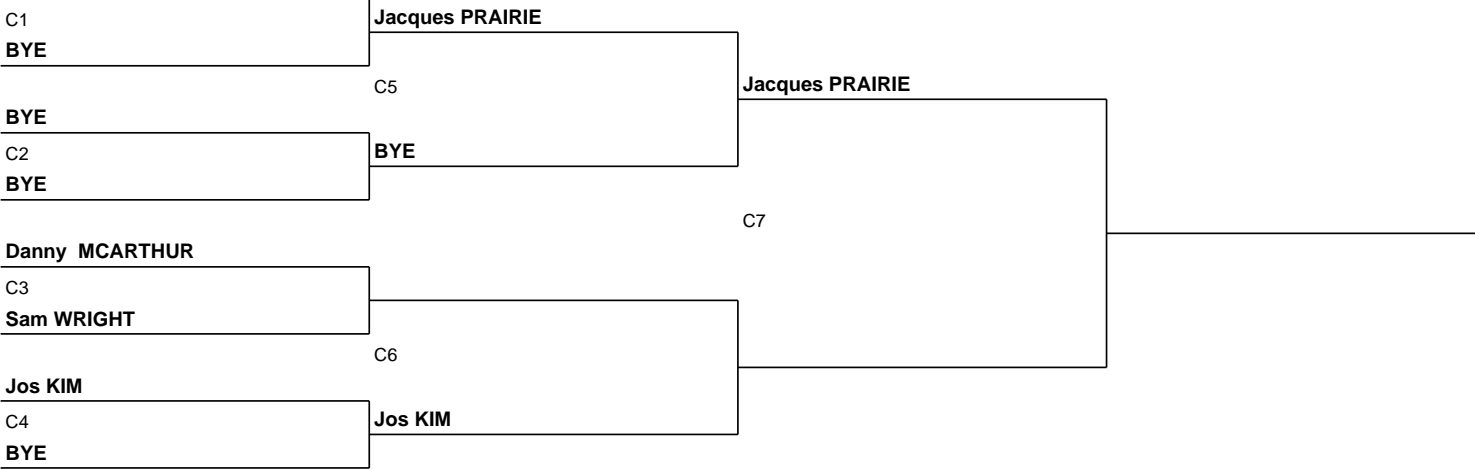 C1
BYE
Jacques PRAIRIE
C5
Jacques PRAIRIE
BYE
C2
BYE
BYE
C7
Danny MCARTHUR
C3
Sam WRIGHT
C6
Jos KIM
C4
BYE
Jos KIM